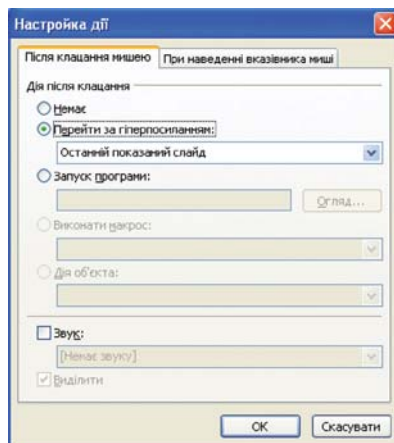 Настройка дії
Після клацання мишею При наведенні вказівника миші
Дія після клацання
Немає
Перейти за гіперпосиланням:
Останній показаний слайд
Запуск програми:
Огляд...
Виконати макрос:
Дія об'єкта:
Звук:
[Немає звуку]
Виділити
ОК Скасувати